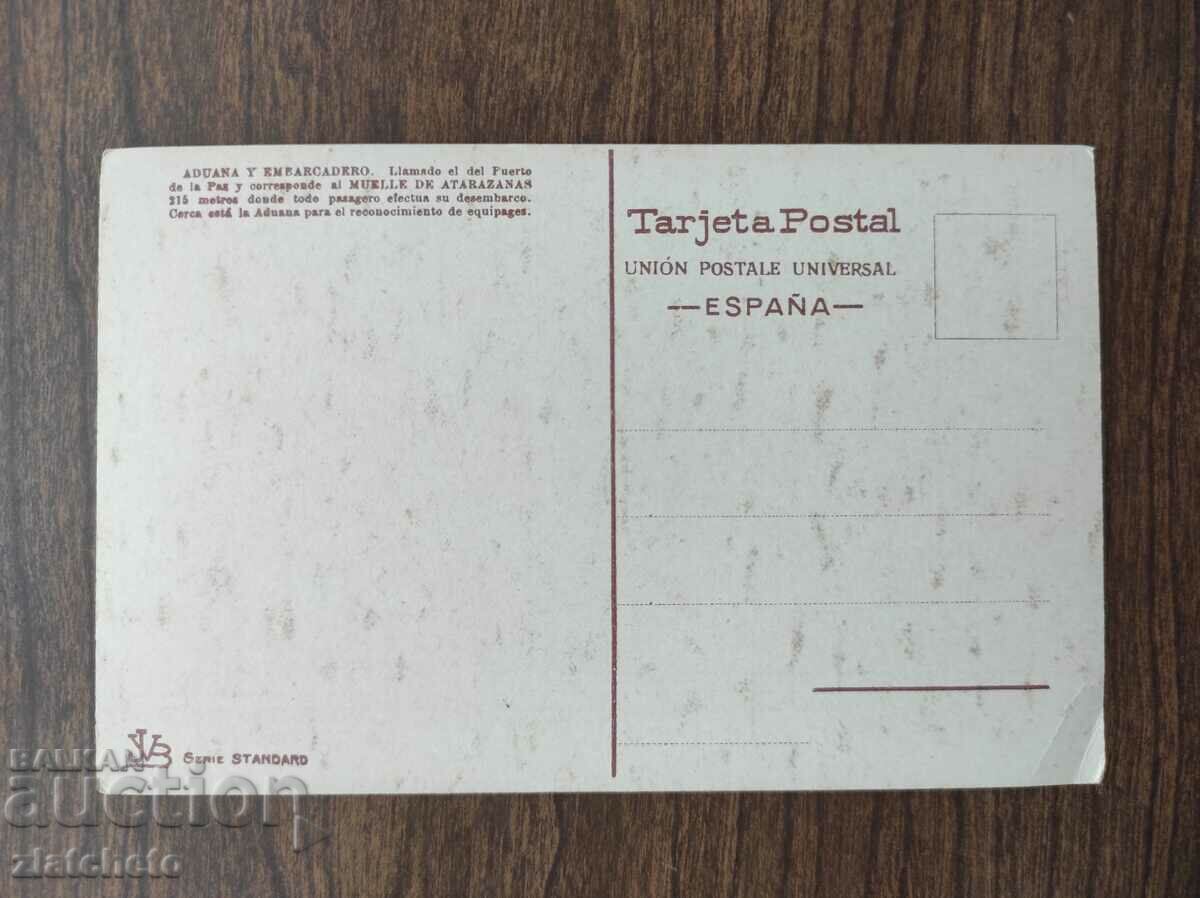 ADUANA Y EMBARCADERO. Llamado el del Puerto
de la Paz y corresponde al MUELLE DE ATARAZANAS
215 metros donde todo pasagero efectua su desembarco.
Cerca está la Aduana para el reconocimiento de equipages.
Tarjeta Postal
UNIÓN POSTALE UNIVERSAL
—ESPAÑA—
JVB SERIE STANDARD
BALKAN
auction
zlatcheto